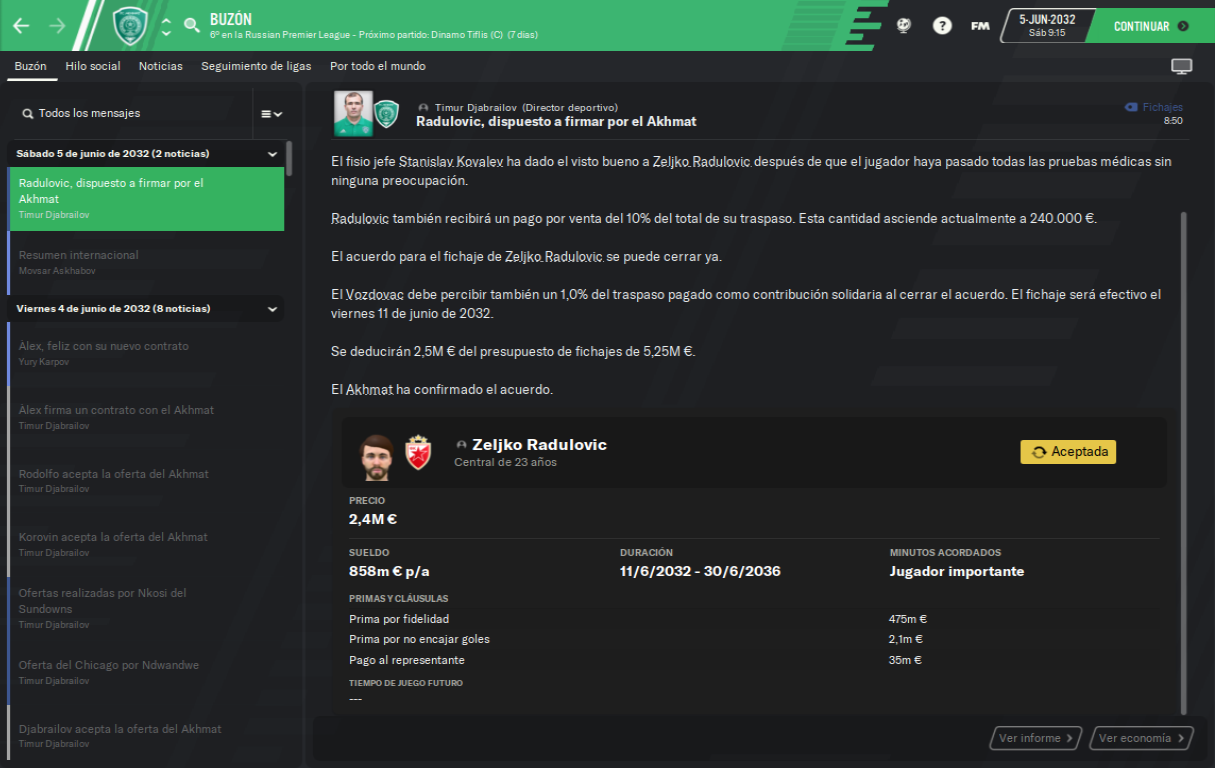 BUZÓN
6º en la Russian Premier League - Próximo partido: Dinamo Tiflis (C) (7 días)
?
FM
5-JUN-2032
Sáb 9:15
CONTINUAR
Buzón Hilo social Noticias Seguimiento de ligas Por todo el mundo
Todos los mensajes
Sábado 5 de junio de 2032 (2 noticias)
Radulovic, dispuesto a firmar por el
Akhmat
Timur Djabrailov
Resumen internacional
Movsar Askhabov
Viernes 4 de junio de 2032 (8 noticias)
Àlex, feliz con su nuevo contrato
Yury Karpov
Àlex firma un contrato con el Akhmat
Timur Djabrailov
Rodolfo acepta la oferta del Akhmat
Timur Djabrailov
Korovin acepta la oferta del Akhmat
Timur Djabrailov
Ofertas realizadas por Nkosi del
Sundowns
Timur Djabrailov
Oferta del Chicago por Ndwandwe
Timur Djabrailov
Djabrailov acepta la oferta del Akhmat
Timur Djabrailov
Timur Djabrailov (Director deportivo)
Radulovic, dispuesto a firmar por el Akhmat
Fichajes
8:50
El fisio jefe Stanislav Kovalev ha dado el visto bueno a Zeljko Radulovic después de que el jugador haya pasado todas las pruebas médicas sin
ninguna preocupación.
Radulovic también recibirá un pago por venta del 10% del total de su traspaso. Esta cantidad asciende actualmente a 240.000 €.
El acuerdo para el fichaje de Zeljko Radulovic se puede cerrar ya.
El Vozdovac debe percibir también un 1,0% del traspaso pagado como contribución solidaria al cerrar el acuerdo. El fichaje será efectivo el
viernes 11 de junio de 2032.
Se deducirán 2,5M € del presupuesto de fichajes de 5,25M €.
El Akhmat ha confirmado el acuerdo.
Zeljko Radulovic
Central de 23 años
Aceptada
PRECIO
2,4M €
SUELDO DURACIÓN MINUTOS ACORDADOS
858m € p/a 11/6/2032 - 30/6/2036 Jugador importante
PRIMAS Y CLÁUSULAS
Prima por fidelidad 475m €
Prima por no encajar goles 2,1m €
Pago al representante 35m €
TIEMPO DE JUEGO FUTURO
---
Ver informe Ver economía